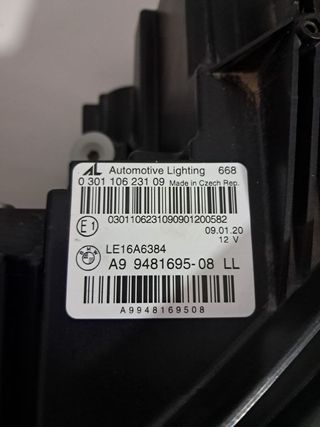 AL Automotive Lighting 668
0 301 106 231 09 Made in Czech Rep.
0301106231090901200582
E1
09.01.20
12 V
BMW
LE16A6384
A9 9481695-08 LL
A9948169508